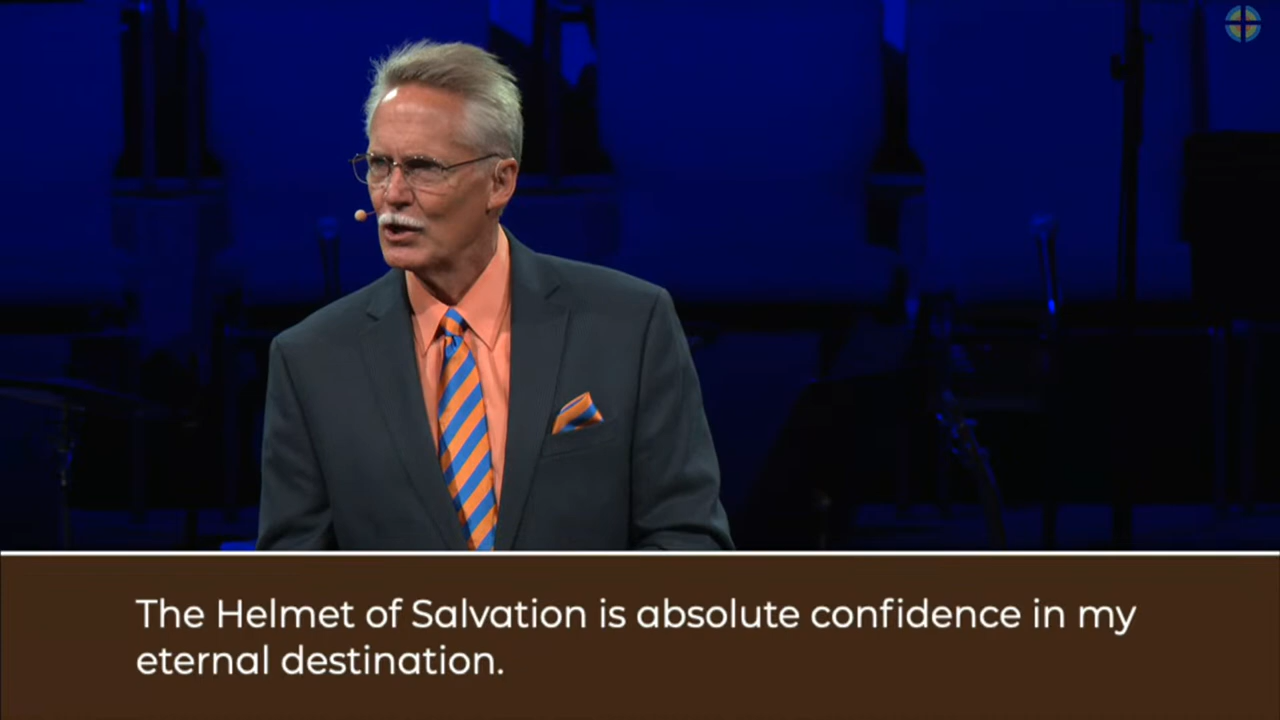 The Helmet of Salvation is absolute confidence in my
eternal destination.